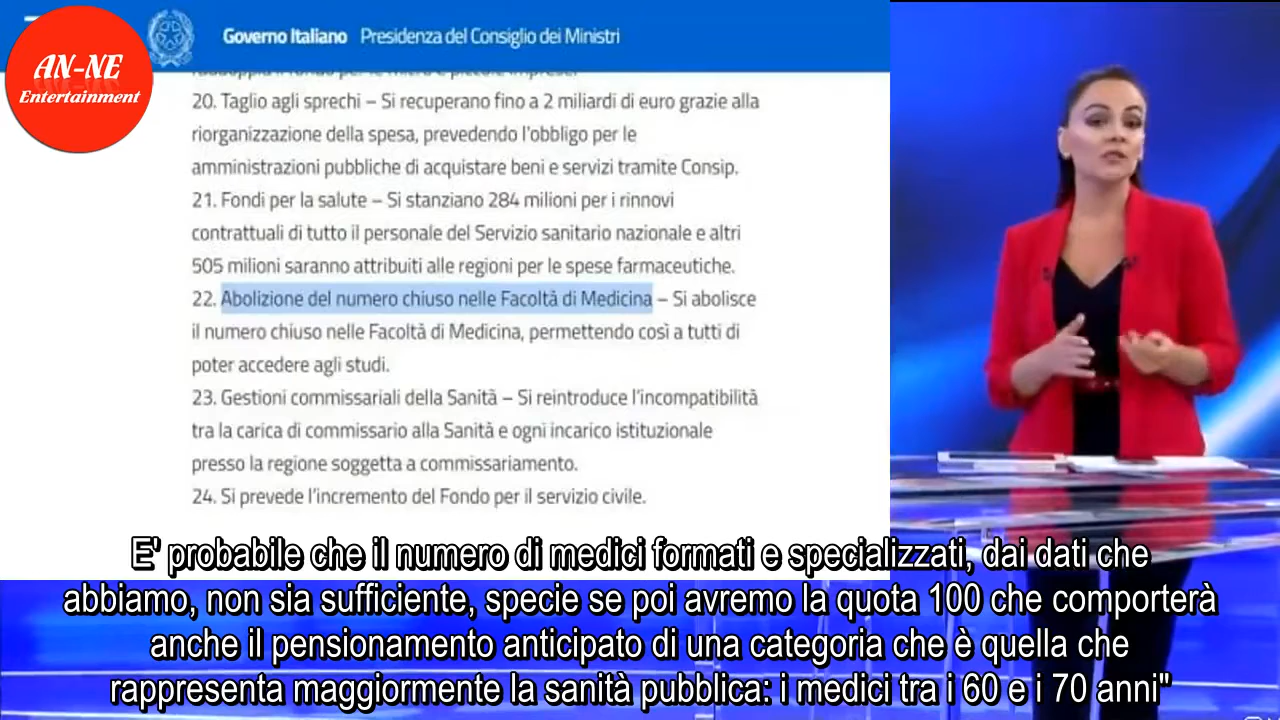 AN-NE
Entertainment
Governo Italiano Presidenza del Consiglio dei Ministri
raddoppia il fondo per le micro e piccole imprese.
20. Taglio agli sprechi – Si recuperano fino a 2 miliardi di euro grazie alla
riorganizzazione della spesa, prevedendo l'obbligo per le
amministrazioni pubbliche di acquistare beni e servizi tramite Consip.
21. Fondi per la salute – Si stanziano 284 milioni per i rinnovi
contrattuali di tutto il personale del Servizio sanitario nazionale e altri
505 milioni saranno attribuiti alle regioni per le spese farmaceutiche.
22. Abolizione del numero chiuso nelle Facoltà di Medicina – Si abolisce
il numero chiuso nelle Facoltà di Medicina, permettendo così a tutti di
poter accedere agli studi.
23. Gestioni commissariali della Sanità – Si reintroduce l'incompatibilità
tra la carica di commissario alla Sanità e ogni incarico istituzionale
presso la regione soggetta a commissariamento.
24. Si prevede l'incremento del Fondo per il servizio civile.
E' probabile che il numero di medici formati e specializzati, dai dati che
abbiamo, non sia sufficiente, specie se poi avremo la quota 100 che comporterà
anche il pensionamento anticipato di una categoria che è quella che
rappresenta maggiormente la sanità pubblica: i medici tra i 60 e i 70 anni"